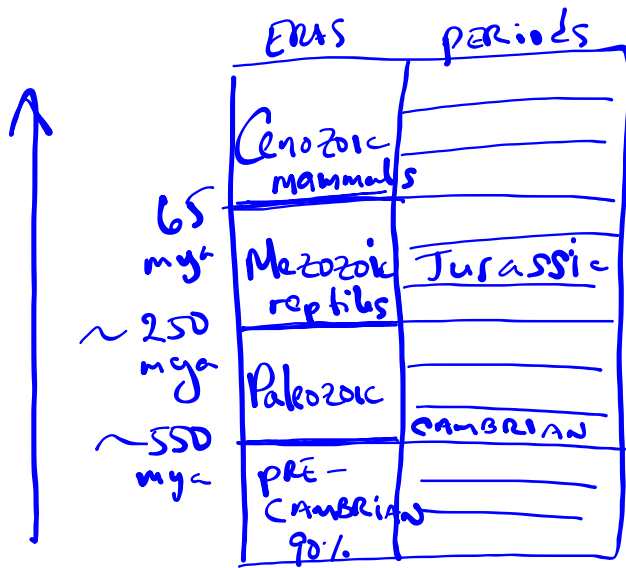 ERAS PERiods
Cenozoic
mammals
65
mya
Mezozoic Jurassic
reptiles
~ 250
mya
Paleozoic
CAMBRIAN
~550
mya
PRE-
CAMBRIAN
90%